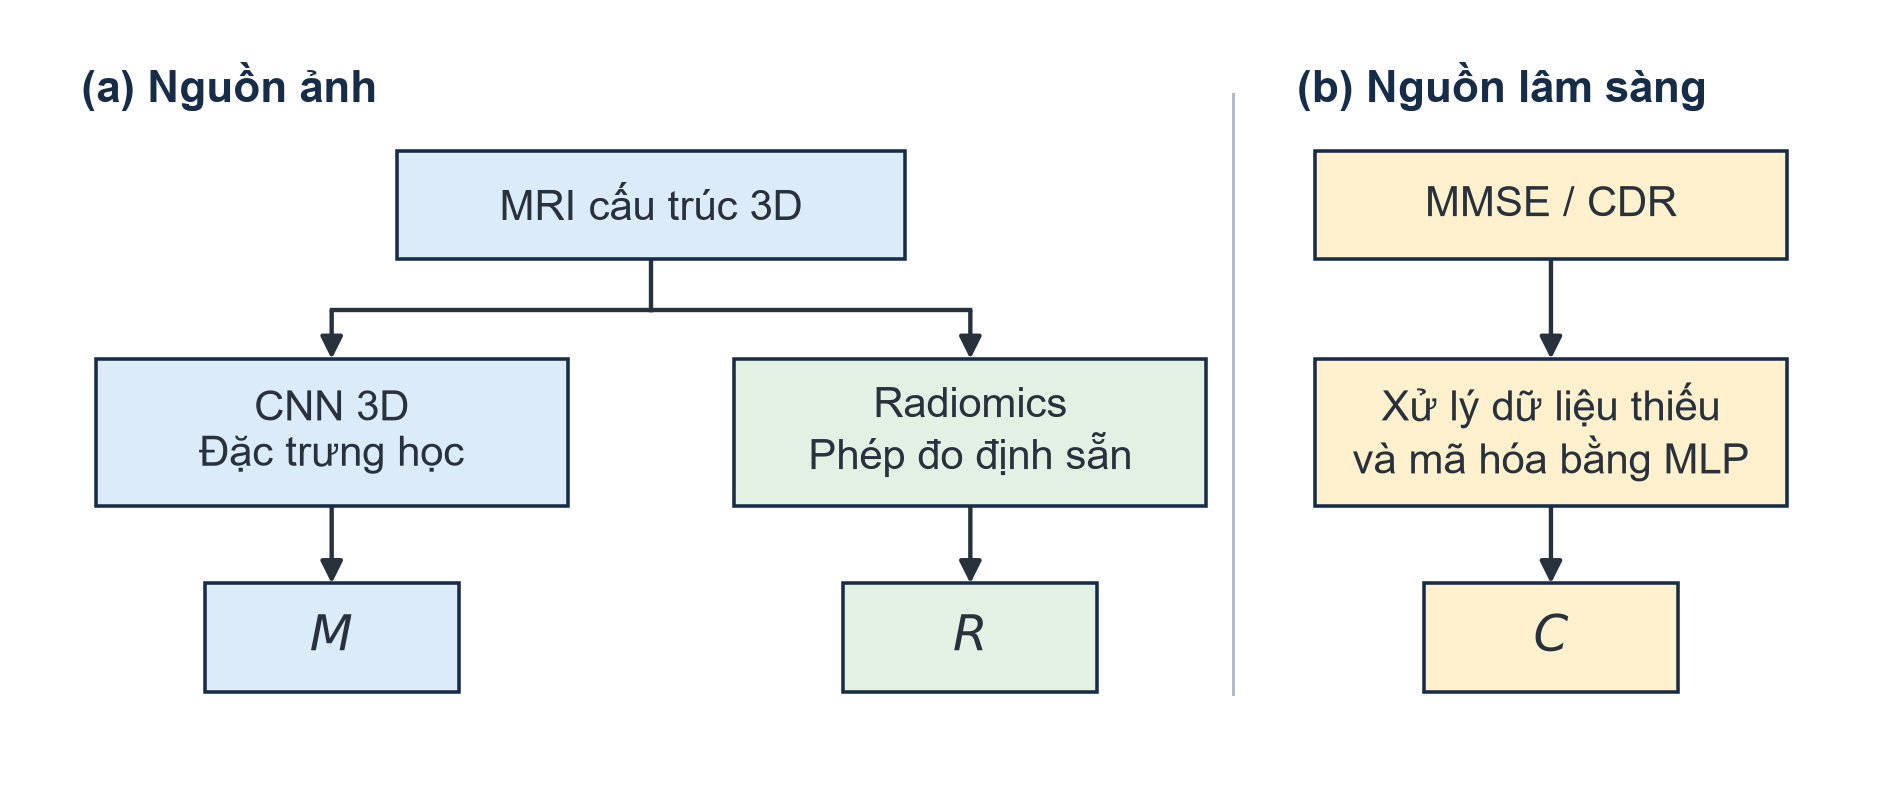 (a) Nguồn ảnh
MRI cấu trúc 3D
CNN 3D
Đặc trưng học
Radiomics
Phép đo định sẵn
M
R
(b) Nguồn lâm sàng
MMSE / CDR
Xử lý dữ liệu thiếu
và mã hóa bằng MLP
C